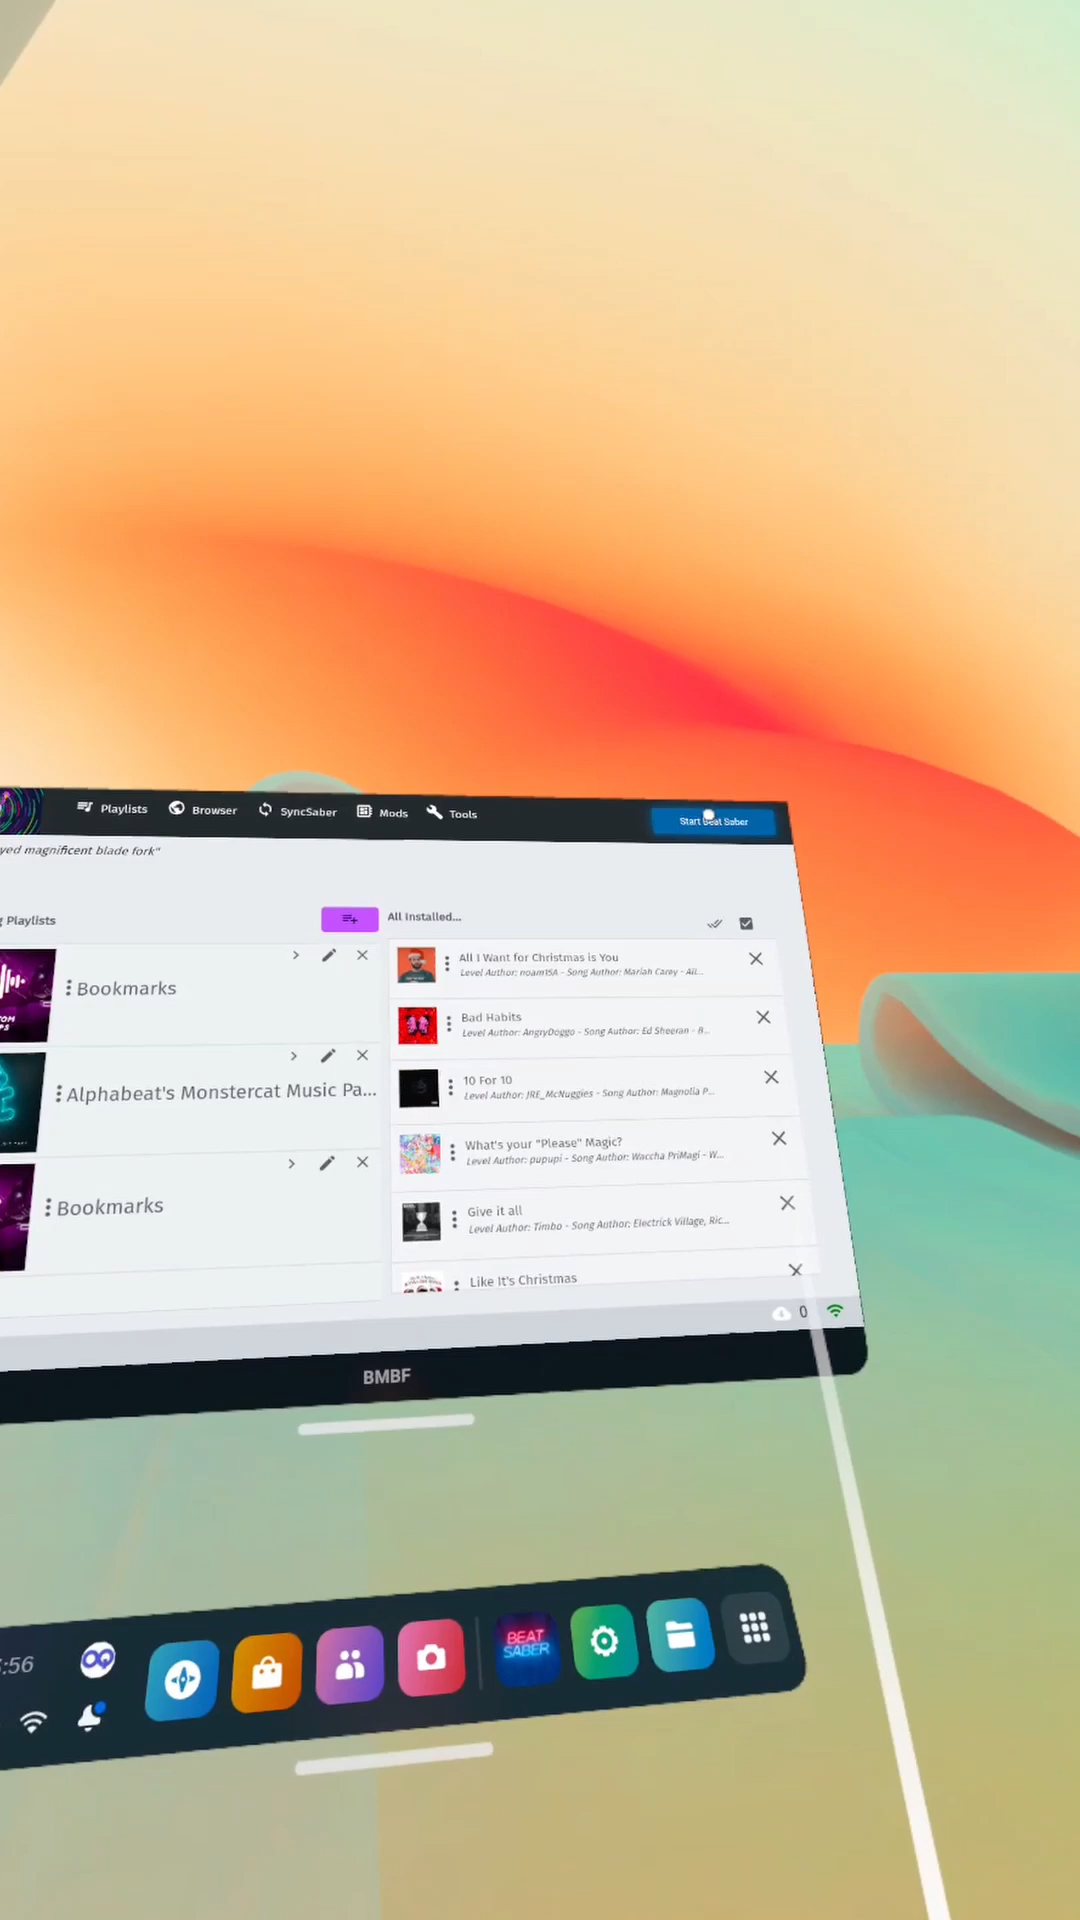 Playlists Browser SyncSaber Mods Tools Start Beat Saber
yed magnificent blade fork"
g Playlists
All Installed...
Bookmarks
Alphabeat's Monstercat Music Pa...
Bookmarks
All I Want for Christmas is You
Level Author: noam15A - Song Author: Mariah Carey - All...
Bad Habits
Level Author: AngryDoggo - Song Author: Ed Sheeran - B...
10 For 10
Level Author: JRE_McNuggies - Song Author: Magnolia P...
What's your "Please" Magic?
Level Author: pupupi - Song Author: Waccha PriMagi - W...
Give it all
Level Author: Timbo - Song Author: Electrick Village, Ric...
Like It's Christmas
0
BMBF
:56
BEAT
SABER